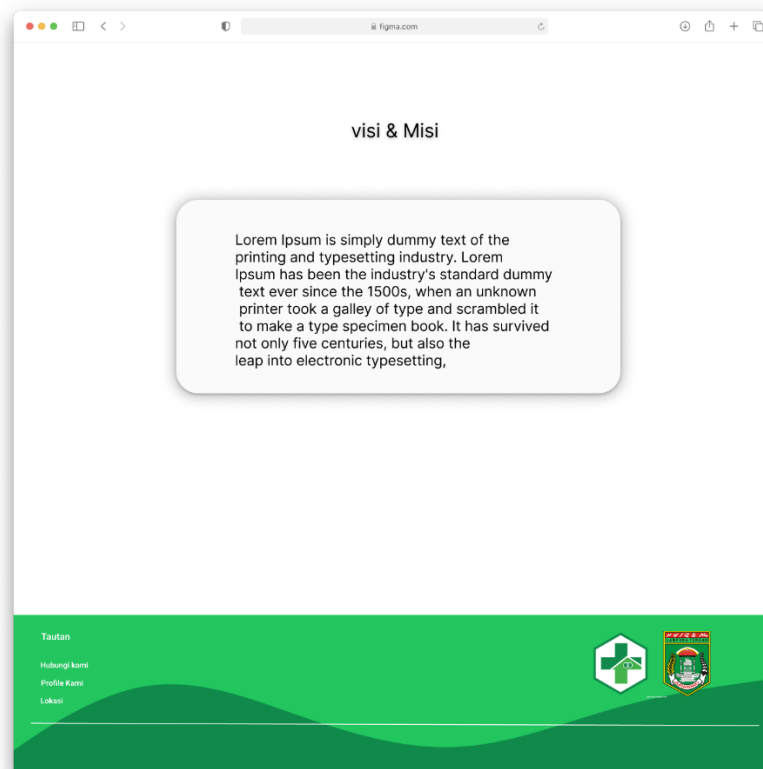 figma.com
visi & Misi
Lorem Ipsum is simply dummy text of the
printing and typesetting industry. Lorem
Ipsum has been the industry's standard dummy
text ever since the 1500s, when an unknown
printer took a galley of type and scrambled it
to make a type specimen book. It has survived
not only five centuries, but also the
leap into electronic typesetting,
Tautan
Hubungi kami
Profile Kami
Lokasi